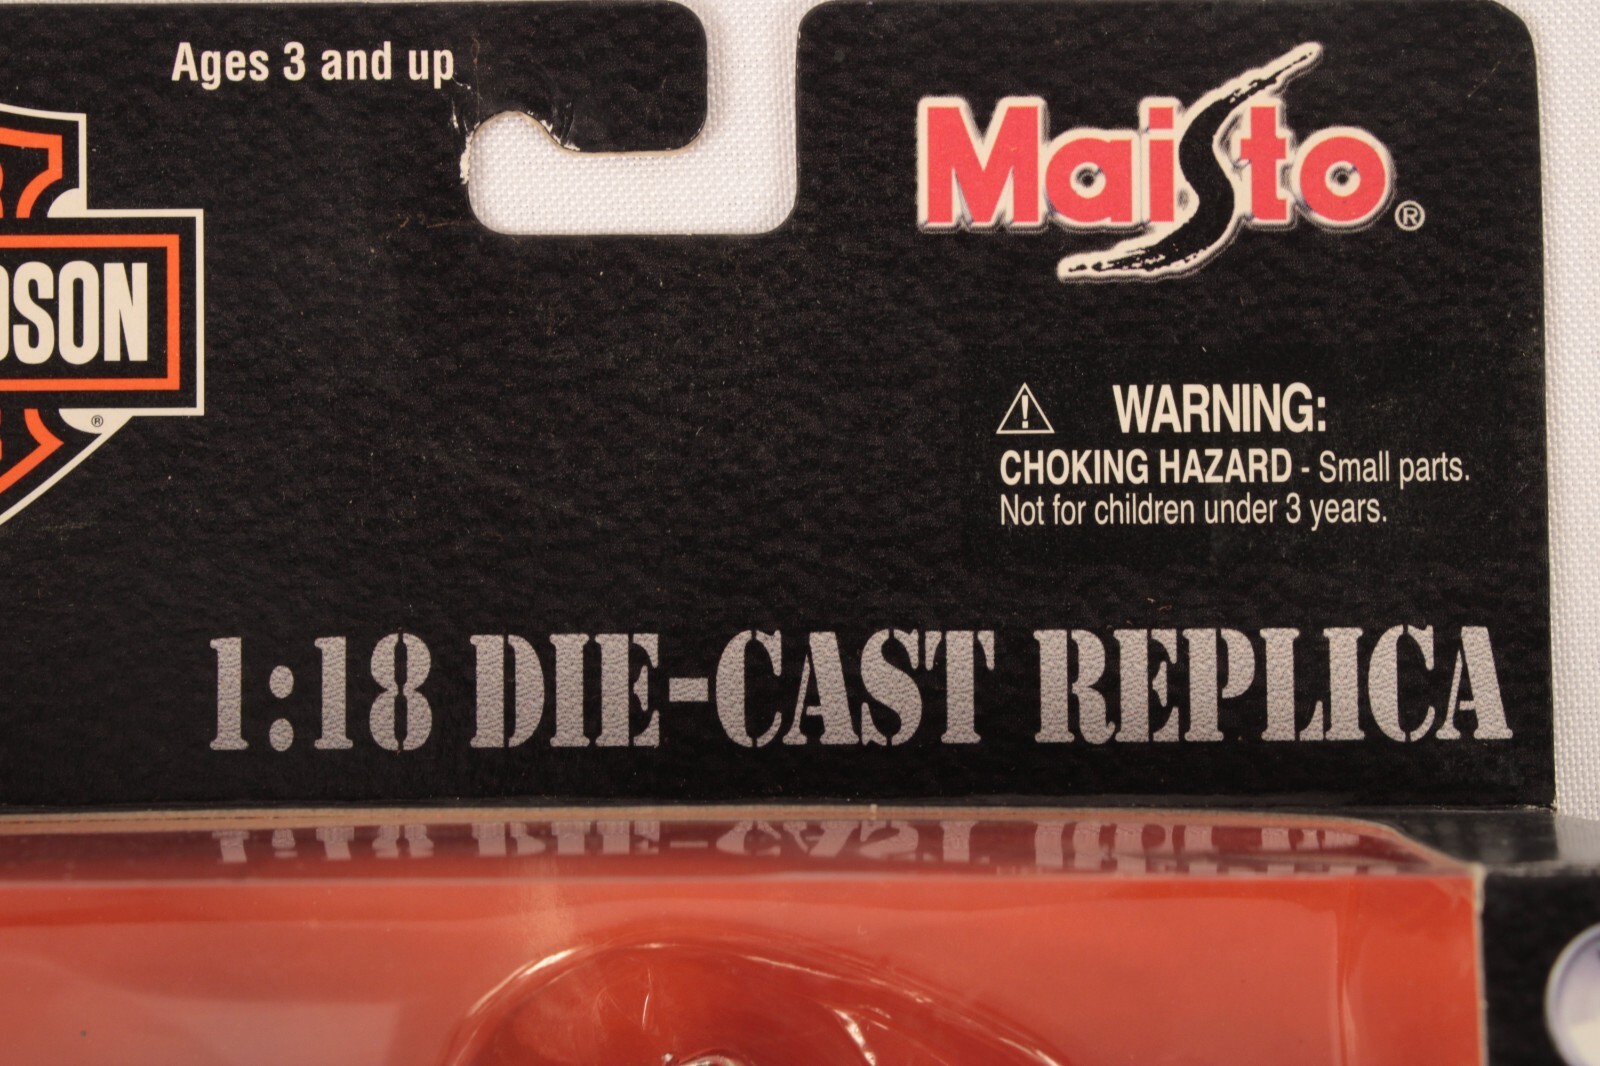 Ages 3 and up
Maisto®
DSON
®
WARNING:
CHOKING HAZARD - Small parts.
Not for children under 3 years.
1:18 DIE-CAST REPLICA